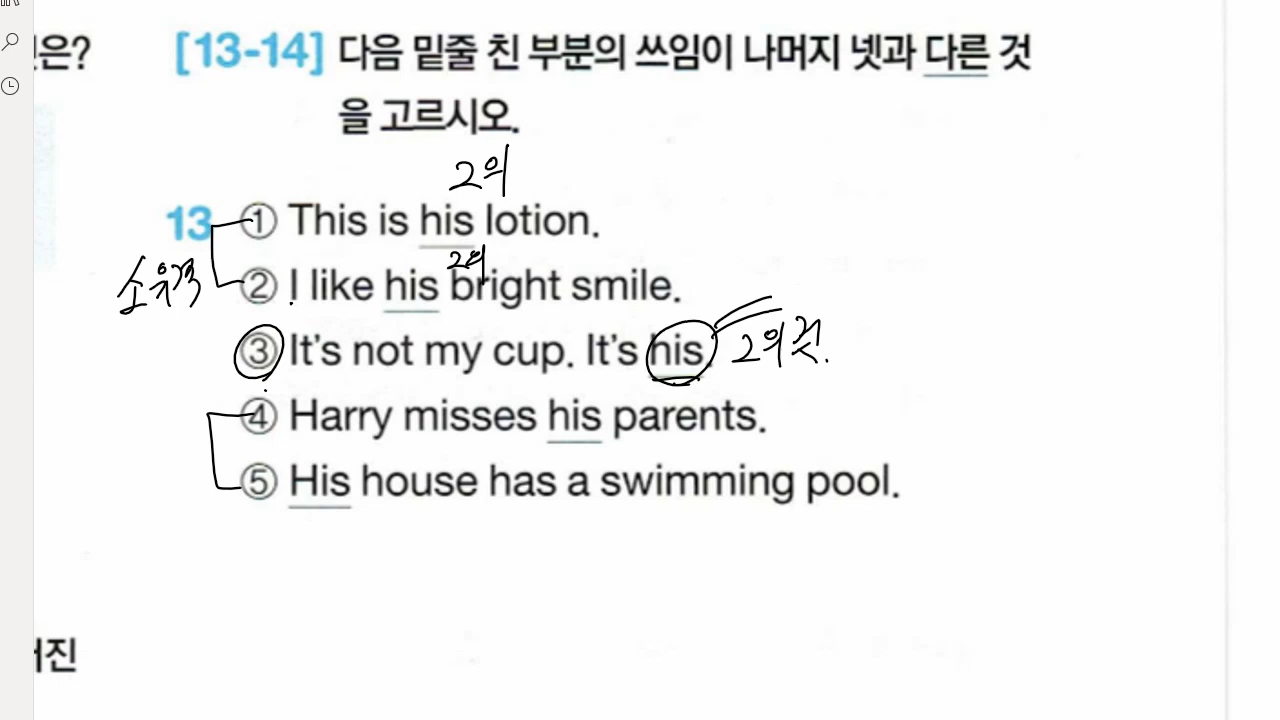 은?
[13-14] 다음 밑줄 친 부분의 쓰임이 나머지 넷과 다른 것
을 고르시오.
그의
13 ① This is his lotion.
그의
소유격
② I like his bright smile.
③ It's not my cup. It's his. 그의 것.
④ Harry misses his parents.
⑤ His house has a swimming pool.
진